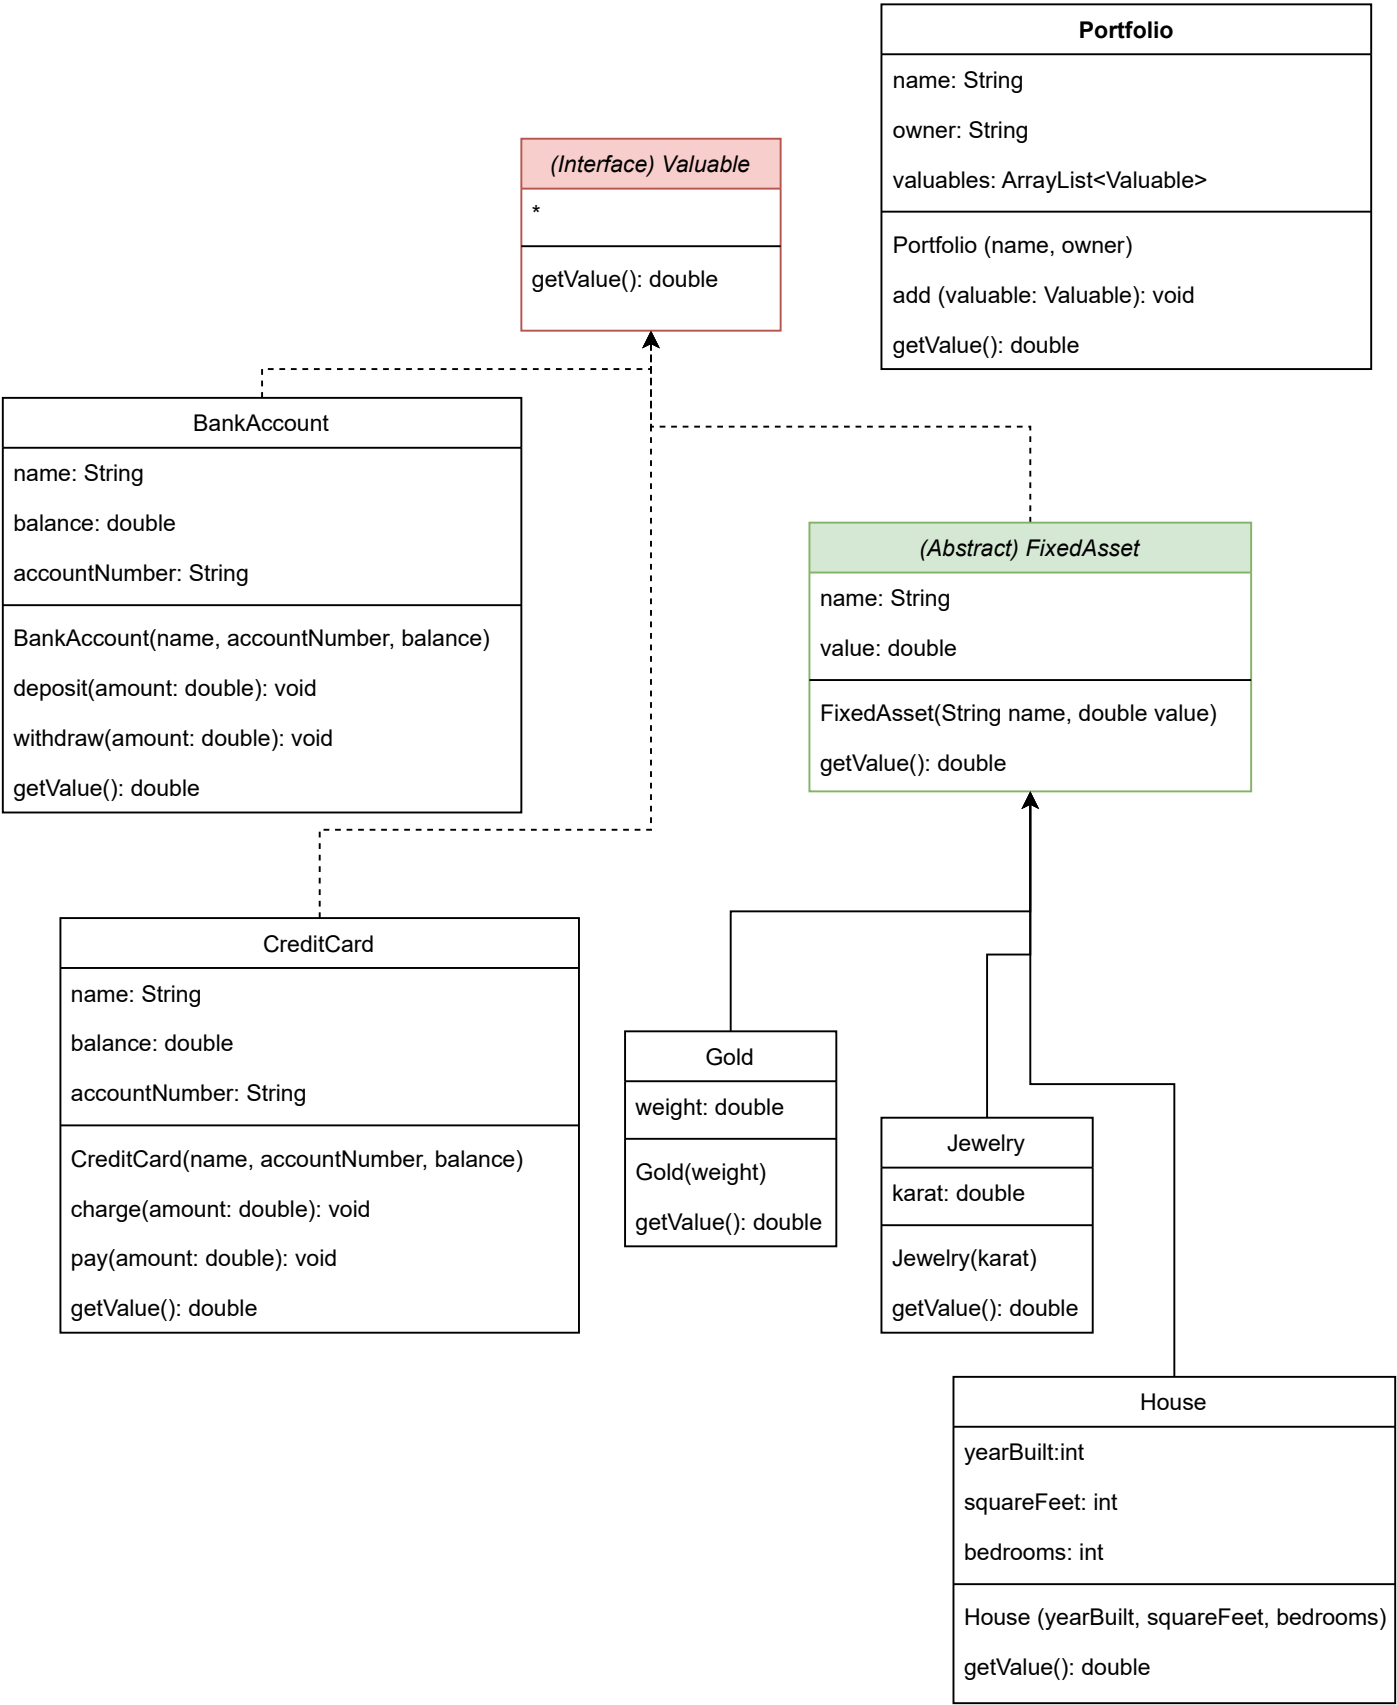 Portfolio
name: String
owner: String
valuables: ArrayList<Valuable>
Portfolio (name, owner)
add (valuable: Valuable): void
getValue(): double
(Interface) Valuable
*
getValue(): double
BankAccount
name: String
balance: double
accountNumber: String
BankAccount(name, accountNumber, balance)
deposit(amount: double): void
withdraw(amount: double): void
getValue(): double
(Abstract) FixedAsset
name: String
value: double
FixedAsset(String name, double value)
getValue(): double
CreditCard
name: String
balance: double
accountNumber: String
CreditCard(name, accountNumber, balance)
charge(amount: double): void
pay(amount: double): void
getValue(): double
Gold
weight: double
Gold(weight)
getValue(): double
Jewelry
karat: double
Jewelry(karat)
getValue(): double
House
yearBuilt:int
squareFeet: int
bedrooms: int
House (yearBuilt, squareFeet, bedrooms)
getValue(): double